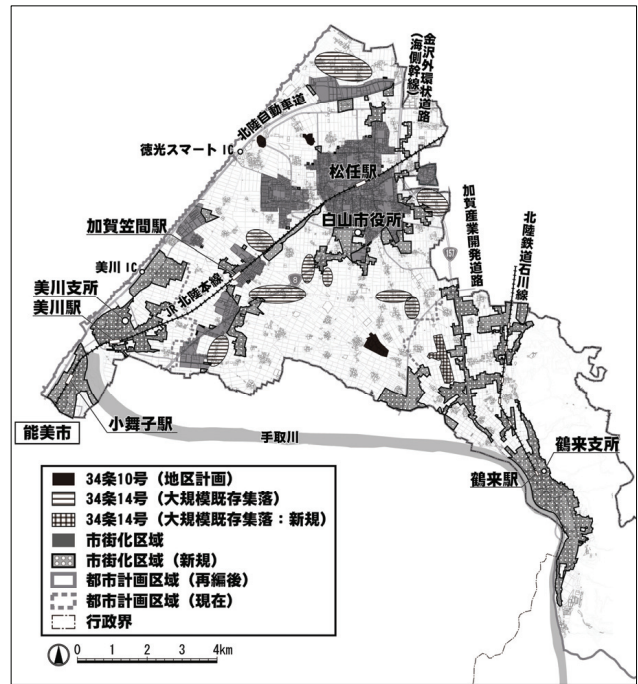 金沢外環状道路
(海側幹線)
北陸自動車道
徳光スマート IC
松任駅
白山市役所
加賀産業開発道路
157
北陸鉄道石川線
加賀笠間駅
美川 IC
8
美川支所
美川駅
JR 北陸本線
小舞子駅
能美市
手取川
鶴来支所
鶴来駅
34条10号（地区計画）
34条14号（大規模既存集落）
34条14号（大規模既存集落：新規）
市街化区域
市街化区域（新規）
都市計画区域（再編後）
都市計画区域（現在）
行政界
0 1 2 4km